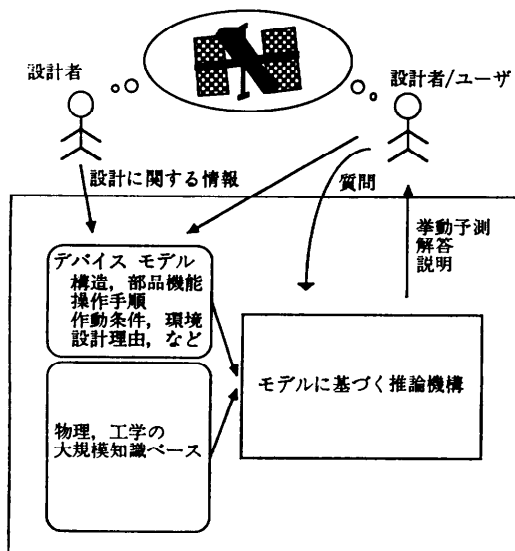 設計者
設計者/ユーザ
設計に関する情報
質問
挙動予測
解答
説明
デバイス モデル
構造, 部品機能
操作手順
作動条件, 環境
設計理由, など
モデルに基づく推論機構
物理, 工学の
大規模知識ベース